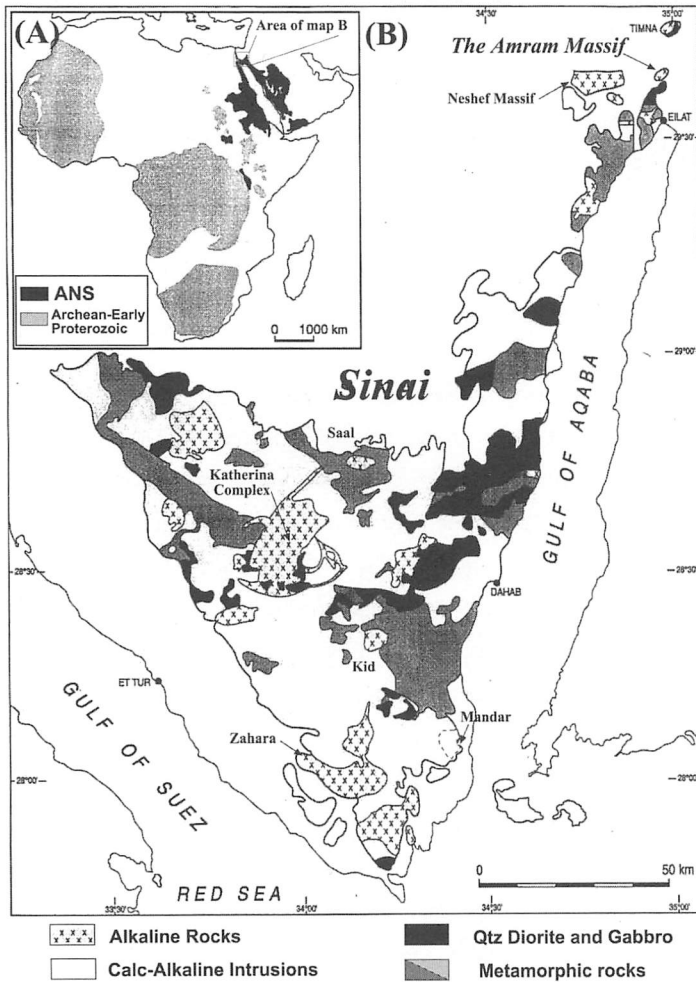 (A)
Area of map B
(B)
TIMNA
The Amram Massif
Neshef Massif
EILAT
35°00'
34°30'
29°30'
ANS
Archean-Early
Proterozoic
0 1000 km
29°00'
Sinai
Saal
Katherina
Complex
GULF OF AQABA
28°30'
28°30'
DAHAB
Kid
ET TUR
GULF OF SUEZ
Zahara
Mandar
28°00'
28°00'
0 50 km
RED SEA
33°30'
34°00'
34°30'
35°00'
Alkaline Rocks
Qtz Diorite and Gabbro
Calc-Alkaline Intrusions
Metamorphic rocks